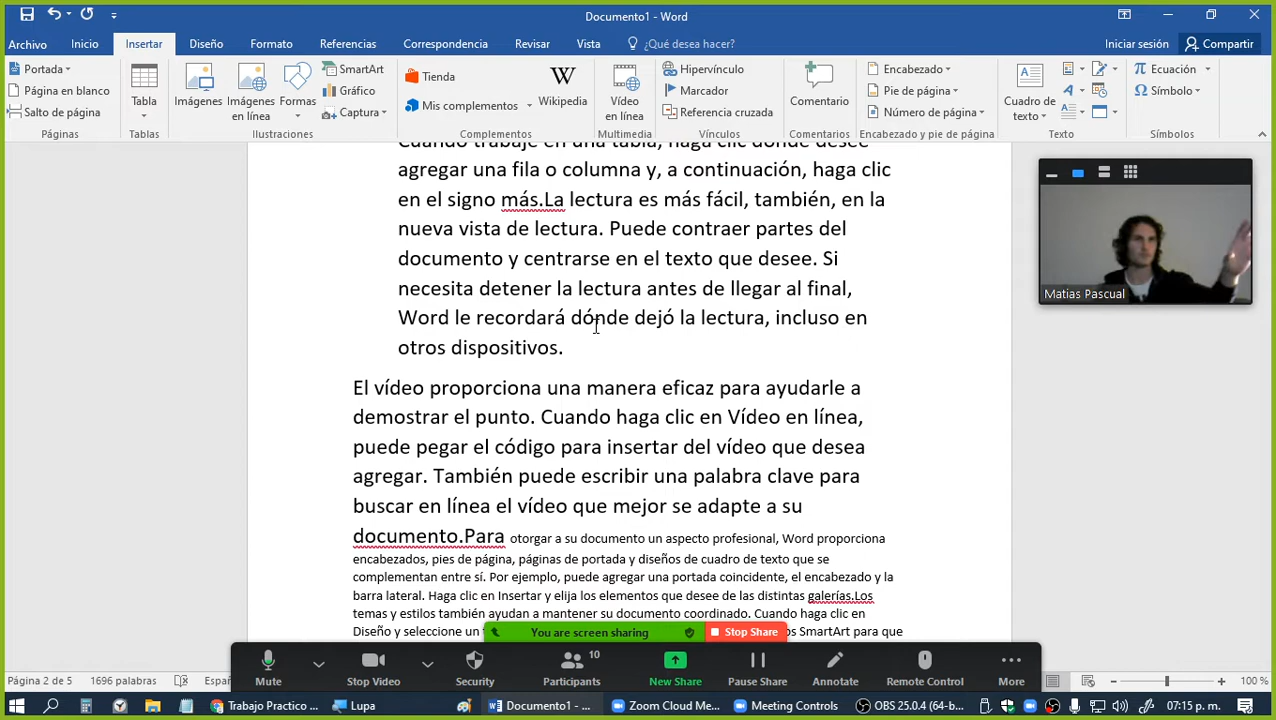 Documento1 - Word
Archivo Inicio Insertar Diseño Formato Referencias Correspondencia Revisar Vista ¿Qué desea hacer? Iniciar sesión Compartir
Portada
Página en blanco
Salto de página
Páginas
Tabla
Tablas
Imágenes
Imágenes en línea
Formas
SmartArt
Gráfico
Captura
Ilustraciones
Tienda
Mis complementos
W
Wikipedia
Complementos
Vídeo en línea
Multimedia
Hipervínculo
Marcador
Referencia cruzada
Vínculos
Comentario
Comentarios
Encabezado
Pie de página
Número de página
Encabezado y pie de página
Cuadro de texto
Texto
Ecuación
Símbolo
Símbolos
Cuando trabaje en una tabla, haga clic donde desee
agregar una fila o columna y, a continuación, haga clic
en el signo más.La lectura es más fácil, también, en la
nueva vista de lectura. Puede contraer partes del
documento y centrarse en el texto que desee. Si
necesita detener la lectura antes de llegar al final,
Word le recordará dónde dejó la lectura, incluso en
otros dispositivos.
El vídeo proporciona una manera eficaz para ayudarle a
demostrar el punto. Cuando haga clic en Vídeo en línea,
puede pegar el código para insertar del vídeo que desea
agregar. También puede escribir una palabra clave para
buscar en línea el vídeo que mejor se adapte a su
documento.Para otorgar a su documento un aspecto profesional, Word proporciona
encabezados, pies de página, páginas de portada y diseños de cuadro de texto que se
complementan entre sí. Por ejemplo, puede agregar una portada coincidente, el encabezado y la
barra lateral. Haga clic en Insertar y elija los elementos que desee de las distintas galerías.Los
temas y estilos también ayudan a mantener su documento coordinado. Cuando haga clic en
Diseño y seleccione un SmartArt para que
Matias Pascual
You are screen sharing Stop Share
Mute Stop Video Security Participants 10 New Share Pause Share Annotate Remote Control More
Página 2 de 5 1696 palabras 100 %
Trabajo Practico ... Lupa Documento1 - ... Zoom Cloud Me... Meeting Controls OBS 25.0.4 (64-b... 07:15 p. m.